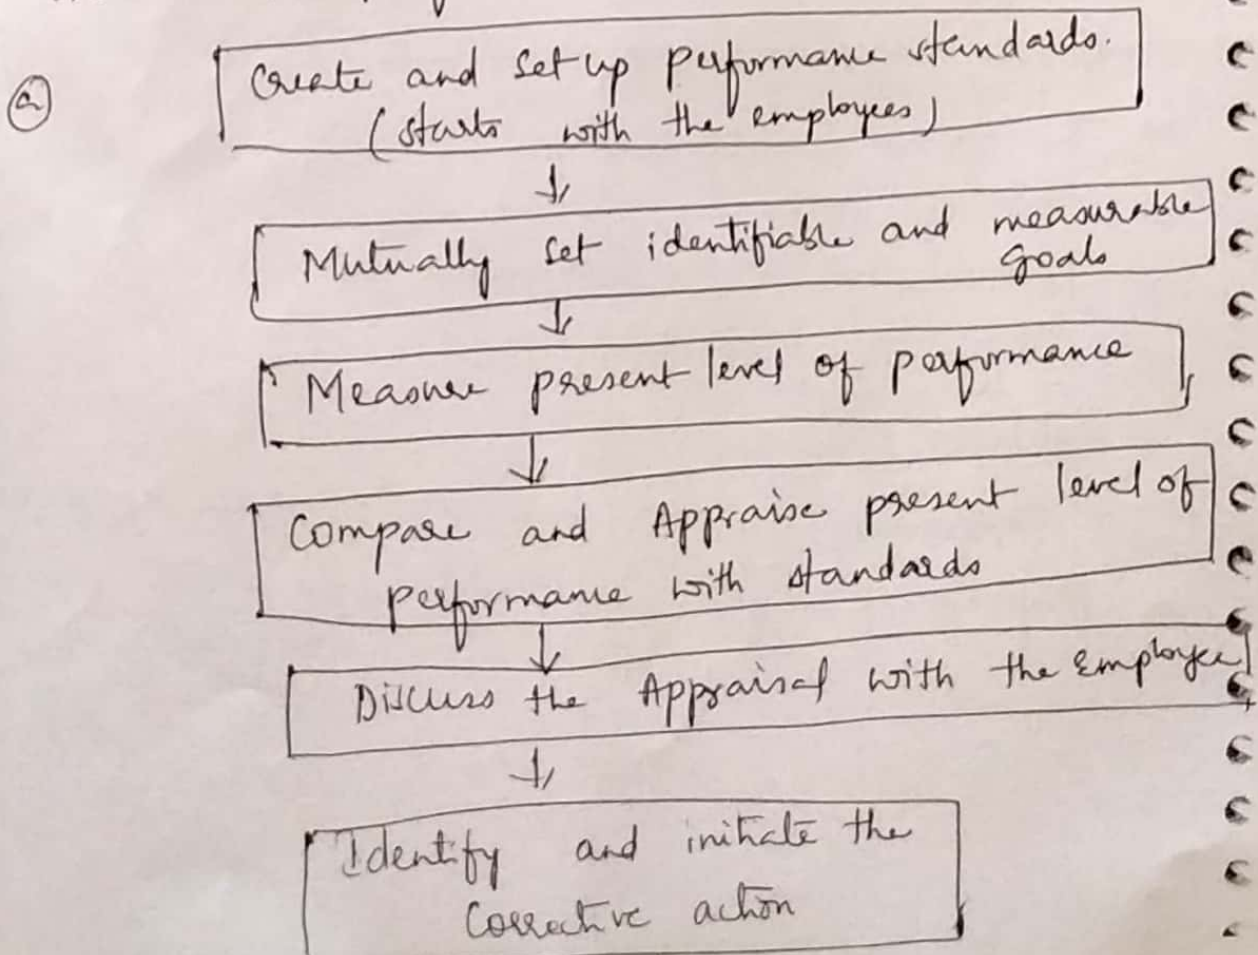 a
Create and set up performance standards.
(starts with the employees)
Mutually set identifiable and measurable
goals
Measure present level of performance
Compare and Appraise present level of
performance with standards
Discuss the Appraisal with the Employee
Identify and initiate the
Corrective action